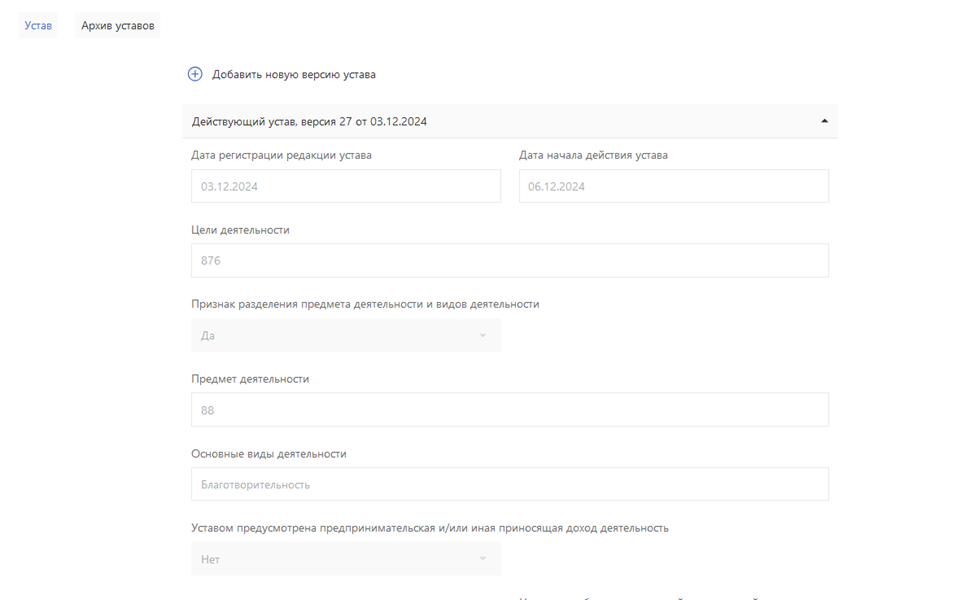 Устав Архив уставов
Добавить новую версию устава
Действующий устав, версия 27 от 03.12.2024
Дата регистрации редакции устава Дата начала действия устава
03.12.2024 06.12.2024
Цели деятельности
876
Признак разделения предмета деятельности и видов деятельности
Да
Предмет деятельности
88
Основные виды деятельности
Благотворительность
Уставом предусмотрена предпринимательская и/или иная приносящая доход деятельность
Нет